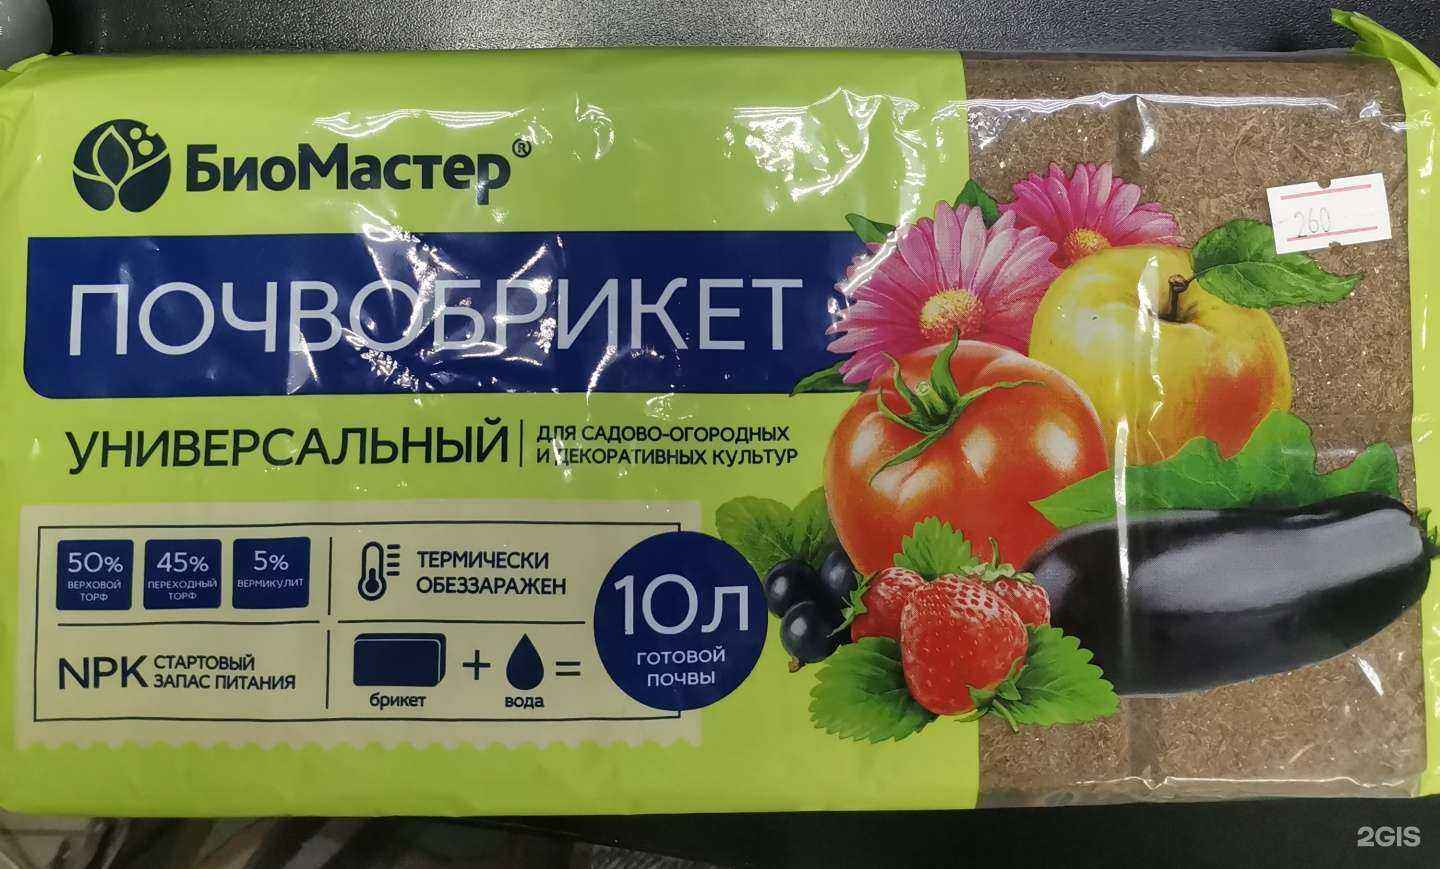 БиоМастер®
260
ПОЧВОБРИКЕТ
УНИВЕРСАЛЬНЫЙ
ДЛЯ САДОВО-ОГОРОДНЫХ
И ДЕКОРАТИВНЫХ КУЛЬТУР
50%
ВЕРХОВОЙ
ТОРФ
45%
ПЕРЕХОДНЫЙ
ТОРФ
5%
ВЕРМИКУЛИТ
ТЕРМИЧЕСКИ
ОБЕЗЗАРАЖЕН
NPK
СТАРТОВЫЙ
ЗАПАС ПИТАНИЯ
+
=
брикет
вода
10л
ГОТОВОЙ
ПОЧВЫ
2GIS